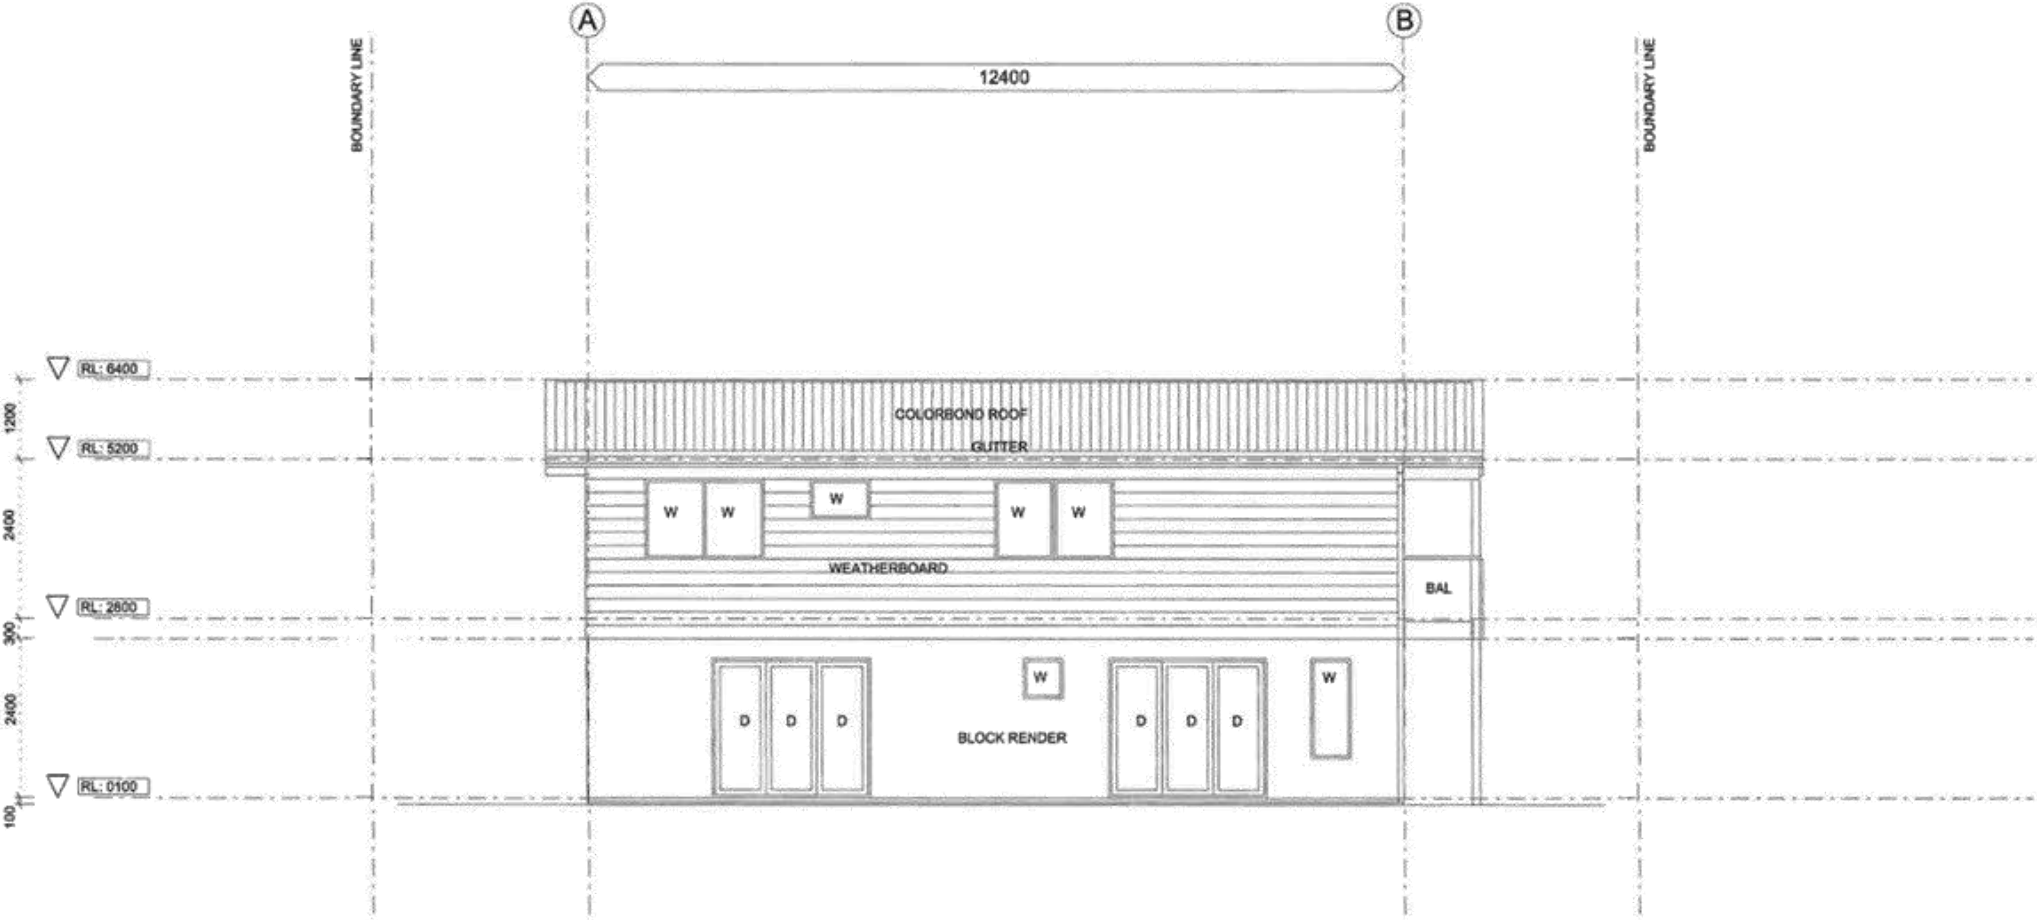 A
B
BOUNDARY LINE
BOUNDARY LINE
12400
RL: 6400
1200
COLORBOND ROOF
RL: 5200
GUTTER
2400
W
W
W
W
W
WEATHERBOARD
BAL
RL: 2800
300
W
W
2400
D
D
D
D
D
D
BLOCK RENDER
RL: 0100
100